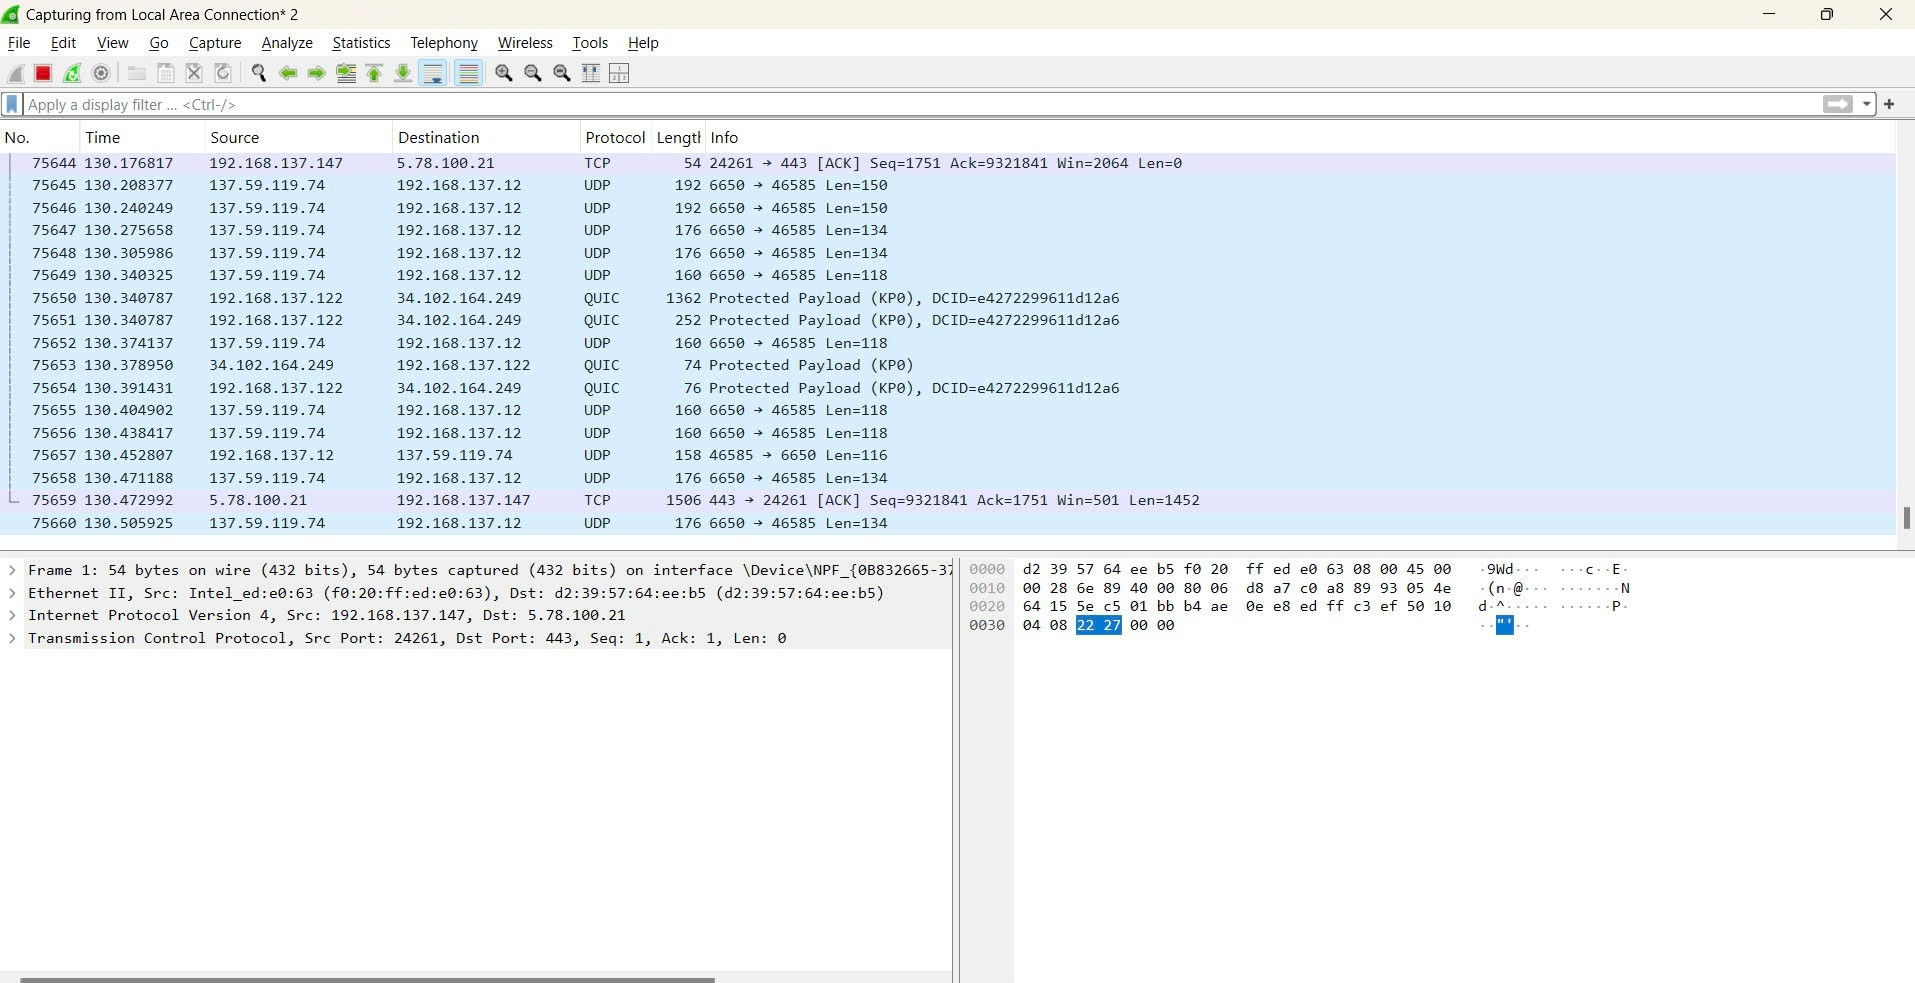 Capturing from Local Area Connection* 2
File Edit View Go Capture Analyze Statistics Telephony Wireless Tools Help
Apply a display filter ... <Ctrl-/>
No. Time Source Destination Protocol Length Info
75644 130.176817 192.168.137.147 5.78.100.21 TCP 54 24261 → 443 [ACK] Seq=1751 Ack=9321841 Win=2064 Len=0
75645 130.208377 137.59.119.74 192.168.137.12 UDP 192 6650 → 46585 Len=150
75646 130.240249 137.59.119.74 192.168.137.12 UDP 192 6650 → 46585 Len=150
75647 130.275658 137.59.119.74 192.168.137.12 UDP 176 6650 → 46585 Len=134
75648 130.305986 137.59.119.74 192.168.137.12 UDP 176 6650 → 46585 Len=134
75649 130.340325 137.59.119.74 192.168.137.12 UDP 160 6650 → 46585 Len=118
75650 130.340787 192.168.137.122 34.102.164.249 QUIC 1362 Protected Payload (KP0), DCID=e4272299611d12a6
75651 130.340787 192.168.137.122 34.102.164.249 QUIC 252 Protected Payload (KP0), DCID=e4272299611d12a6
75652 130.374137 137.59.119.74 192.168.137.12 UDP 160 6650 → 46585 Len=118
75653 130.378950 34.102.164.249 192.168.137.122 QUIC 74 Protected Payload (KP0)
75654 130.391431 192.168.137.122 34.102.164.249 QUIC 76 Protected Payload (KP0), DCID=e4272299611d12a6
75655 130.404902 137.59.119.74 192.168.137.12 UDP 160 6650 → 46585 Len=118
75656 130.438417 137.59.119.74 192.168.137.12 UDP 160 6650 → 46585 Len=118
75657 130.452807 192.168.137.12 137.59.119.74 UDP 158 46585 → 6650 Len=116
75658 130.471188 137.59.119.74 192.168.137.12 UDP 176 6650 → 46585 Len=134
75659 130.472992 5.78.100.21 192.168.137.147 TCP 1506 443 → 24261 [ACK] Seq=9321841 Ack=1751 Win=501 Len=1452
75660 130.505925 137.59.119.74 192.168.137.12 UDP 176 6650 → 46585 Len=134
Frame 1: 54 bytes on wire (432 bits), 54 bytes captured (432 bits) on interface \Device\NPF_{0B832665-37
Ethernet II, Src: Intel_ed:e0:63 (f0:20:ff:ed:e0:63), Dst: d2:39:57:64:ee:b5 (d2:39:57:64:ee:b5)
Internet Protocol Version 4, Src: 192.168.137.147, Dst: 5.78.100.21
Transmission Control Protocol, Src Port: 24261, Dst Port: 443, Seq: 1, Ack: 1, Len: 0
0000 d2 39 57 64 ee b5 f0 20 ff ed e0 63 08 00 45 00 ·9Wd··· ···c··E·
0010 00 28 6e 89 40 00 80 06 d8 a7 c0 a8 89 93 05 4e ·(n·@··· ·······N
0020 64 15 5e c5 01 bb b4 ae 0e e8 ed ff c3 ef 50 10 d·^····· ······P·
0030 04 08 22 27 00 00 ··"'··